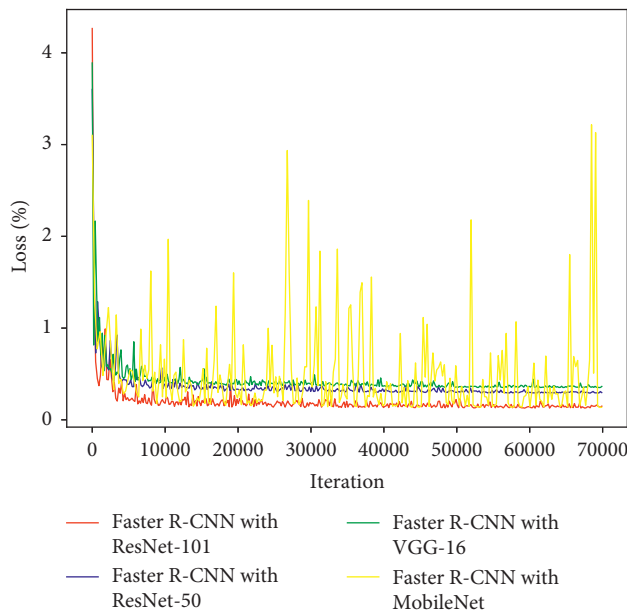 4
3
2
1
0
Loss (%)
0 10000 20000 30000 40000 50000 60000 70000
Iteration
Faster R-CNN with
ResNet-101
Faster R-CNN with
ResNet-50
Faster R-CNN with
VGG-16
Faster R-CNN with
MobileNet